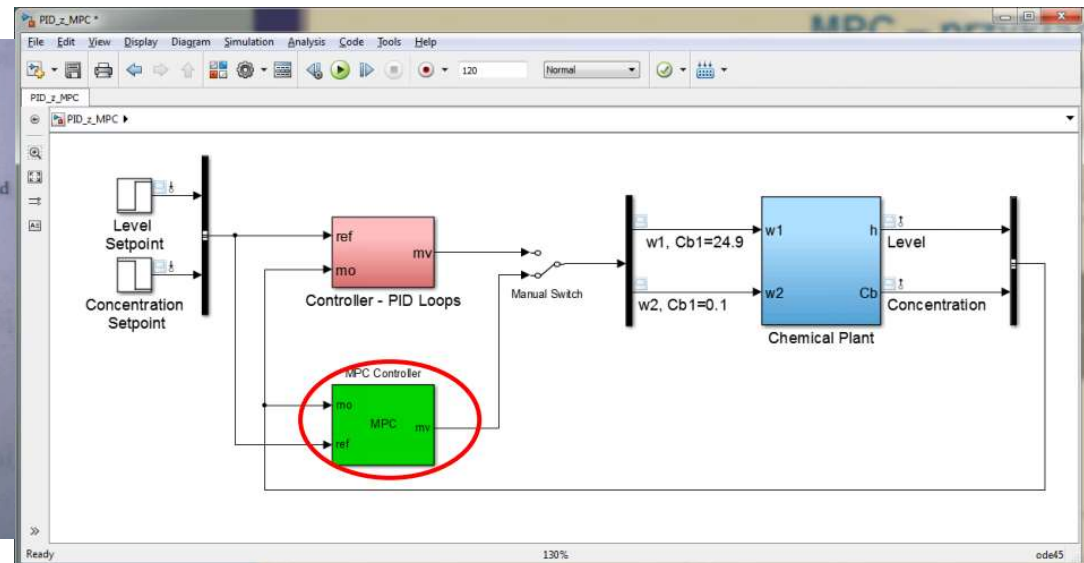 PID_z_MPC *
File Edit View Display Diagram Simulation Analysis Code Tools Help
120
Normal
PID_z_MPC
PID_z_MPC
Level
Setpoint
Concentration
Setpoint
ref
mo
mv
Controller - PID Loops
MPC Controller
mo
MPC
mv
ref
Manual Switch
w1, Cb1=24.9
w2, Cb1=0.1
w1
h
w2
Cb
Chemical Plant
Level
Concentration
Ready
130%
ode45